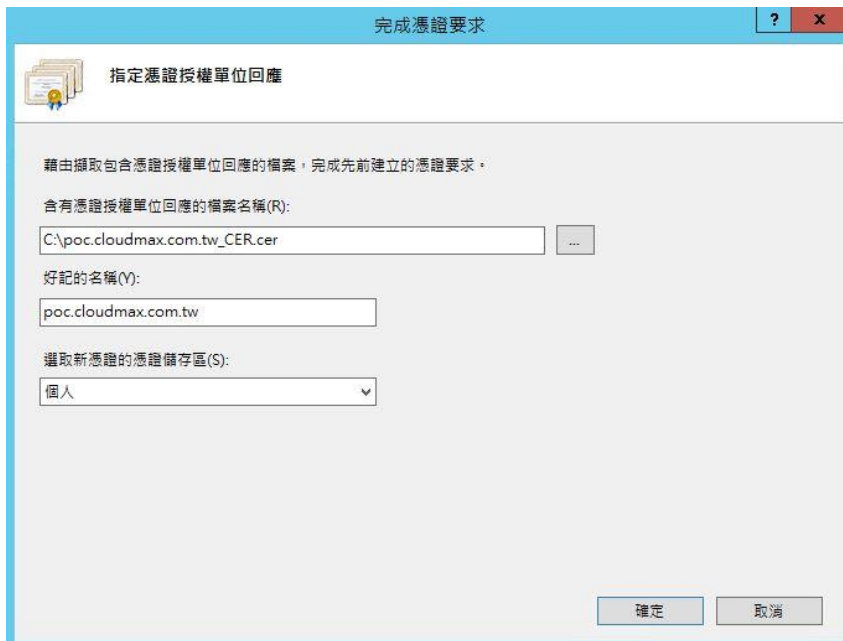 完成憑證要求
? x
指定憑證授權單位回應
藉由擷取包含憑證授權單位回應的檔案，完成先前建立的憑證要求。
含有憑證授權單位回應的檔案名稱(R):
C:\poc.cloudmax.com.tw_CER.cer
...
好記的名稱(Y):
poc.cloudmax.com.tw
選取新憑證的憑證儲存區(S):
個人
確定
取消